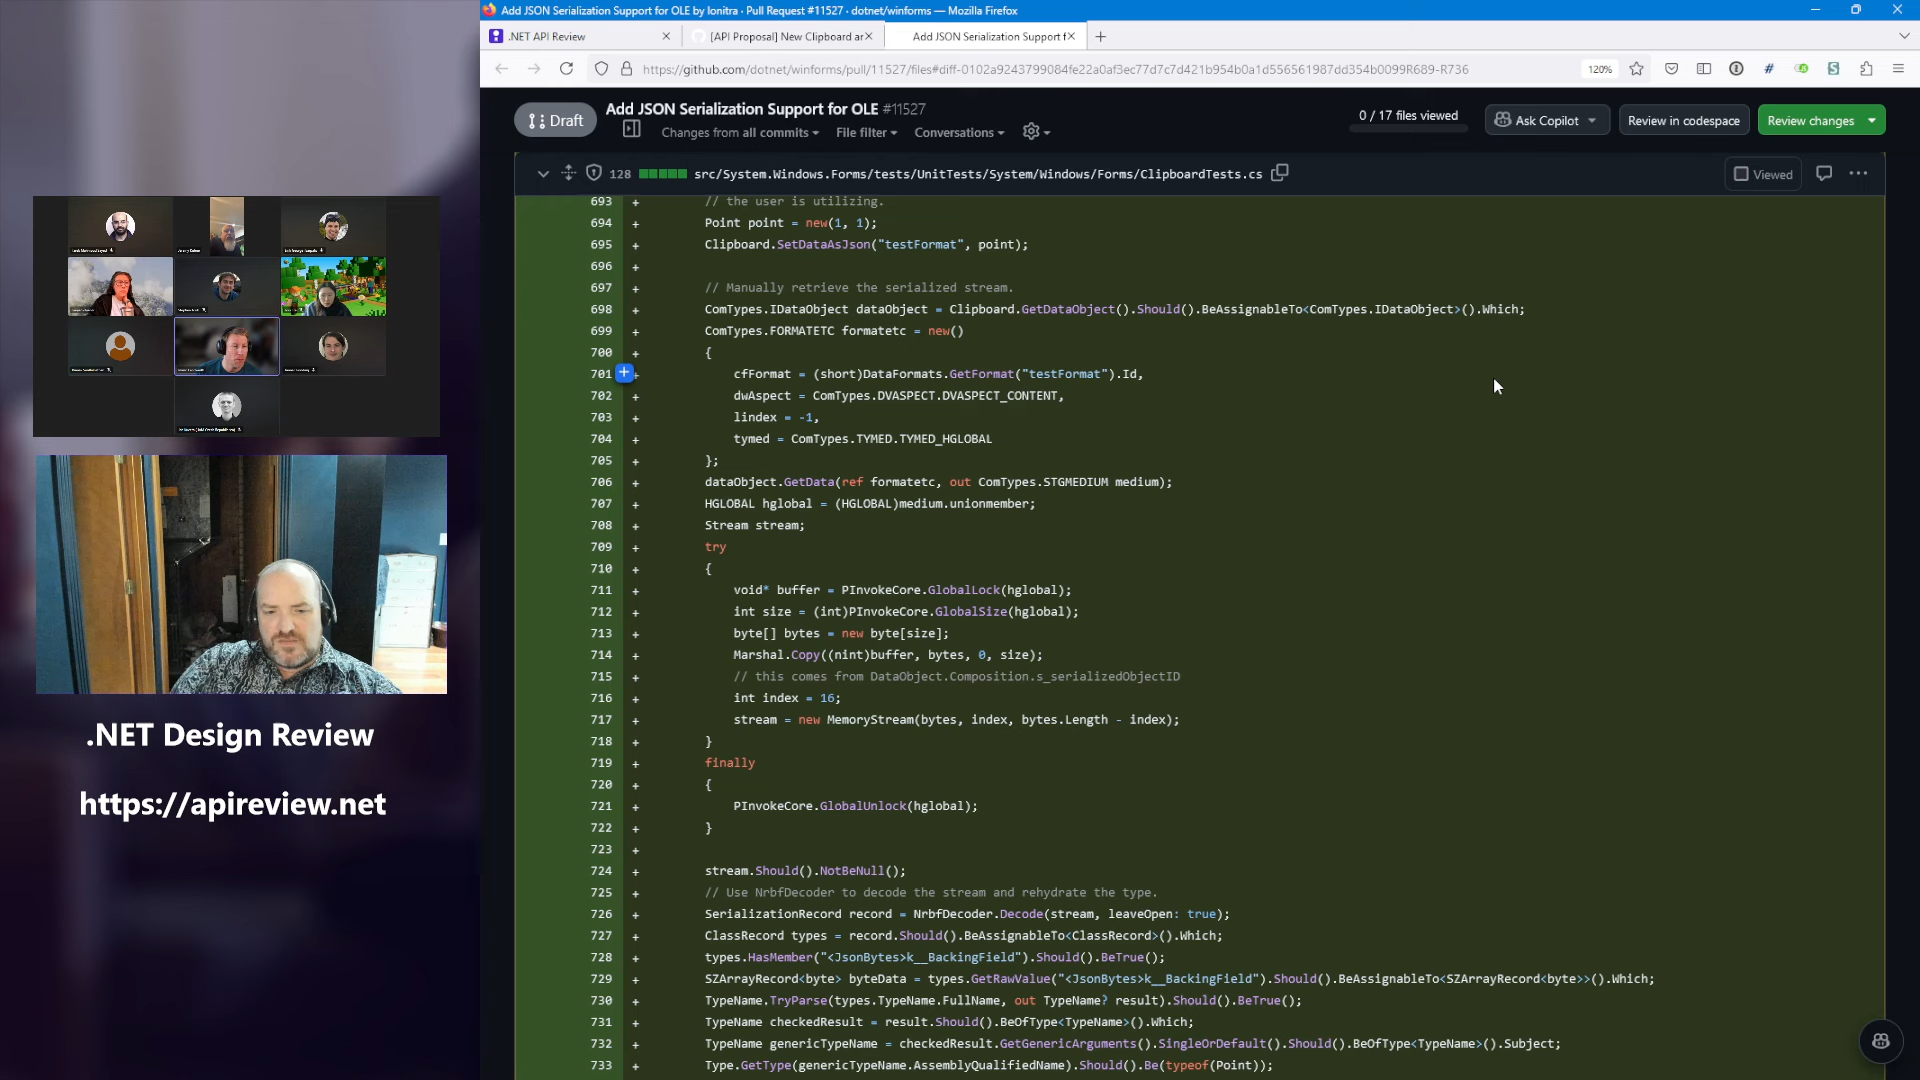 Add JSON Serialization Support for OLE by lonitra · Pull Request #11527 · dotnet/winforms — Mozilla Firefox
.NET API Review
[API Proposal] New Clipboard ar
Add JSON Serialization Support f
https://github.com/dotnet/winforms/pull/11527/files#diff-0102a9243799084fe22a0af3ec77d7c7d421b954b0a1d556561987dd354b0099R689-R736
120%
Draft
Add JSON Serialization Support for OLE #11527
Changes from all commits
File filter
Conversations
0 / 17 files viewed
Ask Copilot
Review in codespace
Review changes
128
src/System.Windows.Forms/tests/UnitTests/System/Windows/Forms/ClipboardTests.cs
Viewed
693 + // the user is utilizing.
694 + Point point = new(1, 1);
695 + Clipboard.SetDataAsJson("testFormat", point);
696 +
697 + // Manually retrieve the serialized stream.
698 + ComTypes.IDataObject dataObject = Clipboard.GetDataObject().Should().BeAssignableTo<ComTypes.IDataObject>().Which;
699 + ComTypes.FORMATETC formatetc = new()
700 + {
701 + cfFormat = (short)DataFormats.GetFormat("testFormat").Id,
702 + dwAspect = ComTypes.DVASPECT.DVASPECT_CONTENT,
703 + lindex = -1,
704 + tymed = ComTypes.TYMED.TYMED_HGLOBAL
705 + };
706 + dataObject.GetData(ref formatetc, out ComTypes.STGMEDIUM medium);
707 + HGLOBAL hglobal = (HGLOBAL)medium.unionmember;
708 + Stream stream;
709 + try
710 + {
711 + void* buffer = PInvokeCore.GlobalLock(hglobal);
712 + int size = (int)PInvokeCore.GlobalSize(hglobal);
713 + byte[] bytes = new byte[size];
714 + Marshal.Copy((nint)buffer, bytes, 0, size);
715 + // this comes from DataObject.Composition.s_serializedObjectID
716 + int index = 16;
717 + stream = new MemoryStream(bytes, index, bytes.Length - index);
718 + }
719 + finally
720 + {
721 + PInvokeCore.GlobalUnlock(hglobal);
722 + }
723 +
724 + stream.Should().NotBeNull();
725 + // Use NrbfDecoder to decode the stream and rehydrate the type.
726 + SerializationRecord record = NrbfDecoder.Decode(stream, leaveOpen: true);
727 + ClassRecord types = record.Should().BeAssignableTo<ClassRecord>().Which;
728 + types.HasMember("<JsonBytes>k__BackingField").Should().BeTrue();
729 + SZArrayRecord<byte> byteData = types.GetRawValue("<JsonBytes>k__BackingField").Should().BeAssignableTo<SZArrayRecord<byte>>().Which;
730 + TypeName.TryParse(types.TypeName.FullName, out TypeName? result).Should().BeTrue();
731 + TypeName checkedResult = result.Should().BeOfType<TypeName>().Which;
732 + TypeName genericTypeName = checkedResult.GetGenericArguments().SingleOrDefault().Should().BeOfType<TypeName>().Subject;
733 + Type.GetType(genericTypeName.AssemblyQualifiedName).Should().Be(typeof(Point));
.NET Design Review
https://apireview.net